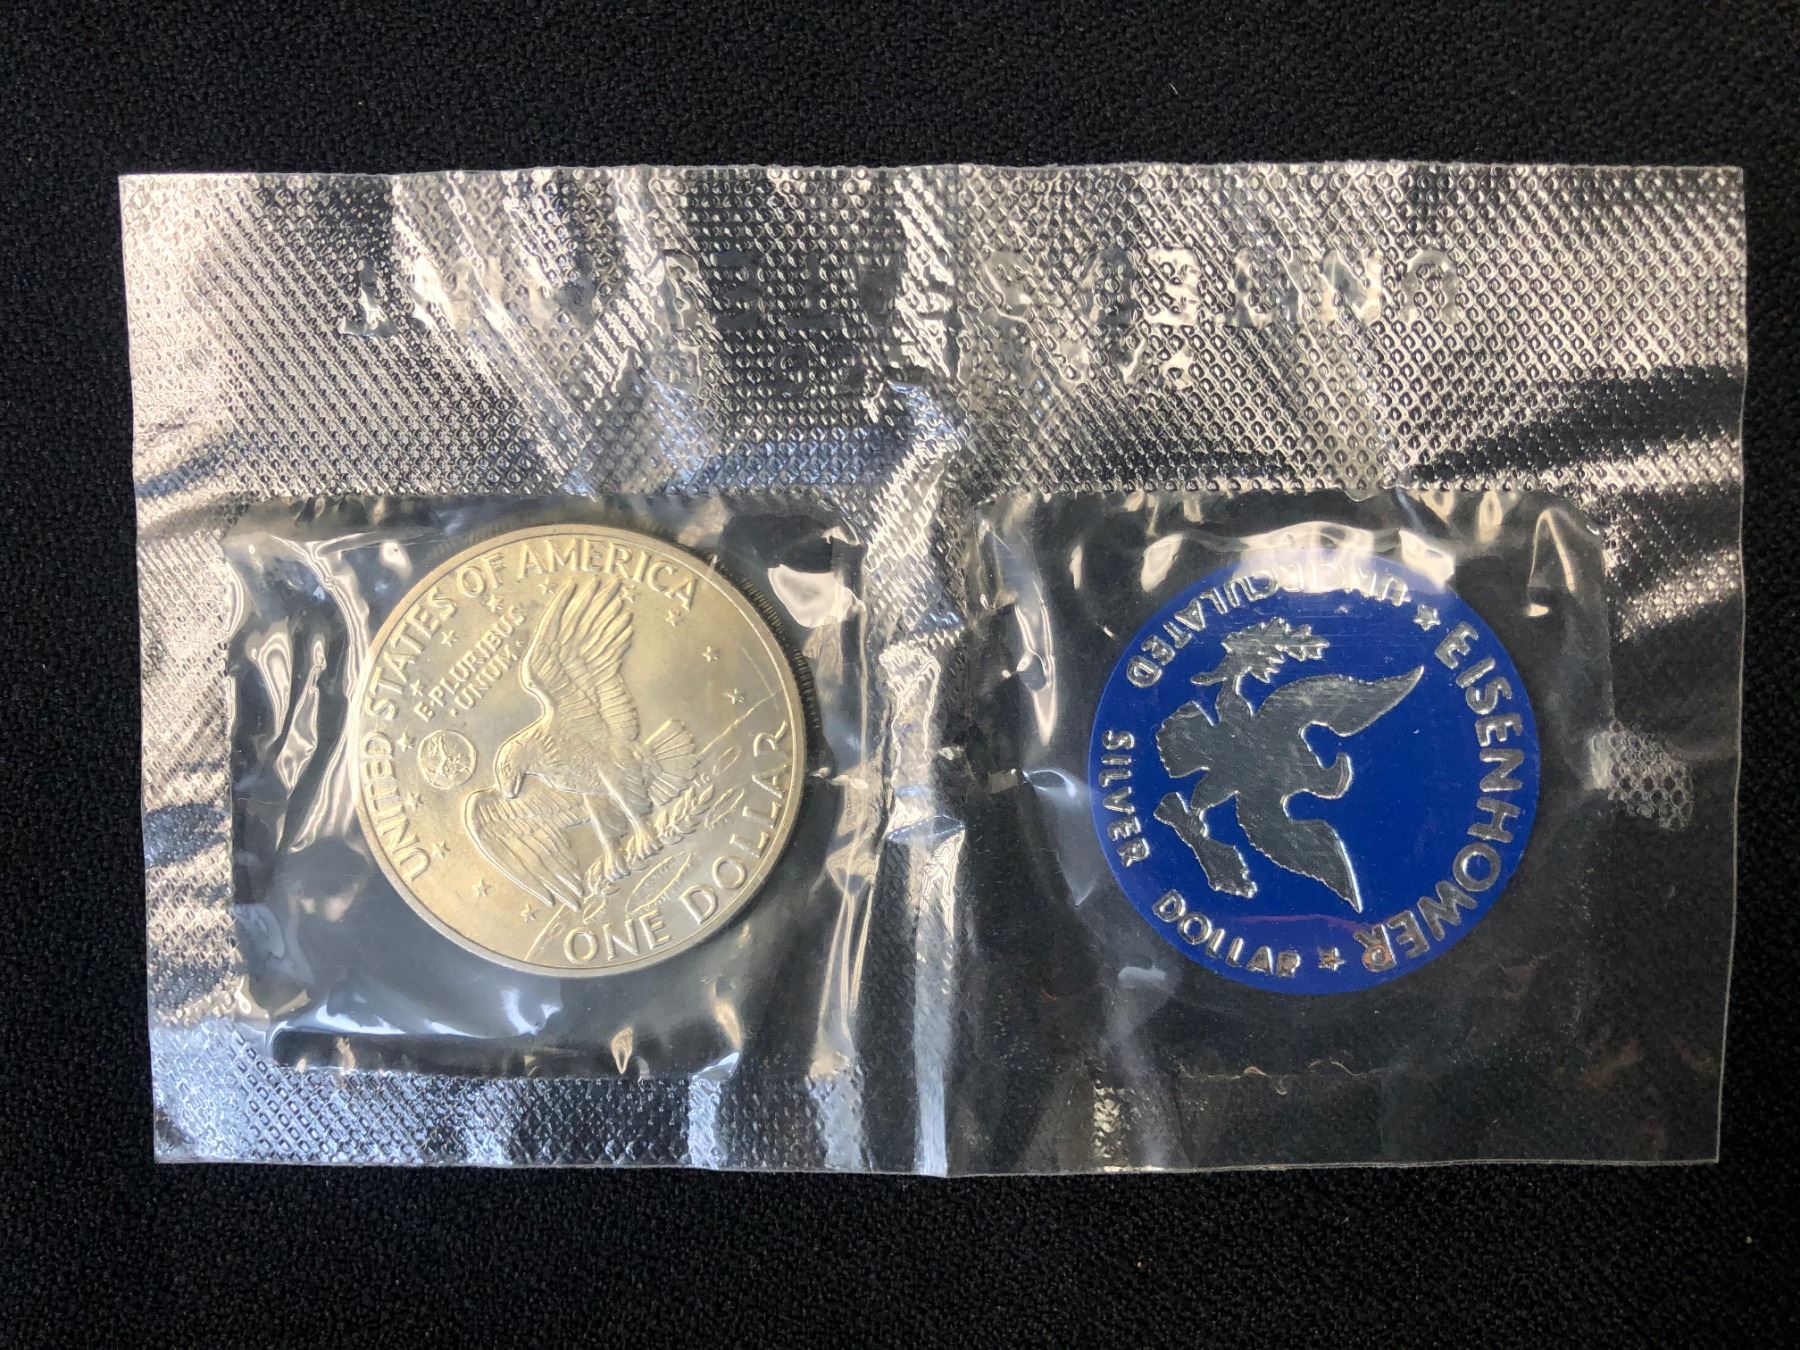 UNITED STATES OF AMERICA
E·PLURIBUS
·UNUM·
ONE DOLLAR
EISENHOWER
UNCIRCULATED
SILVER DOLLAR